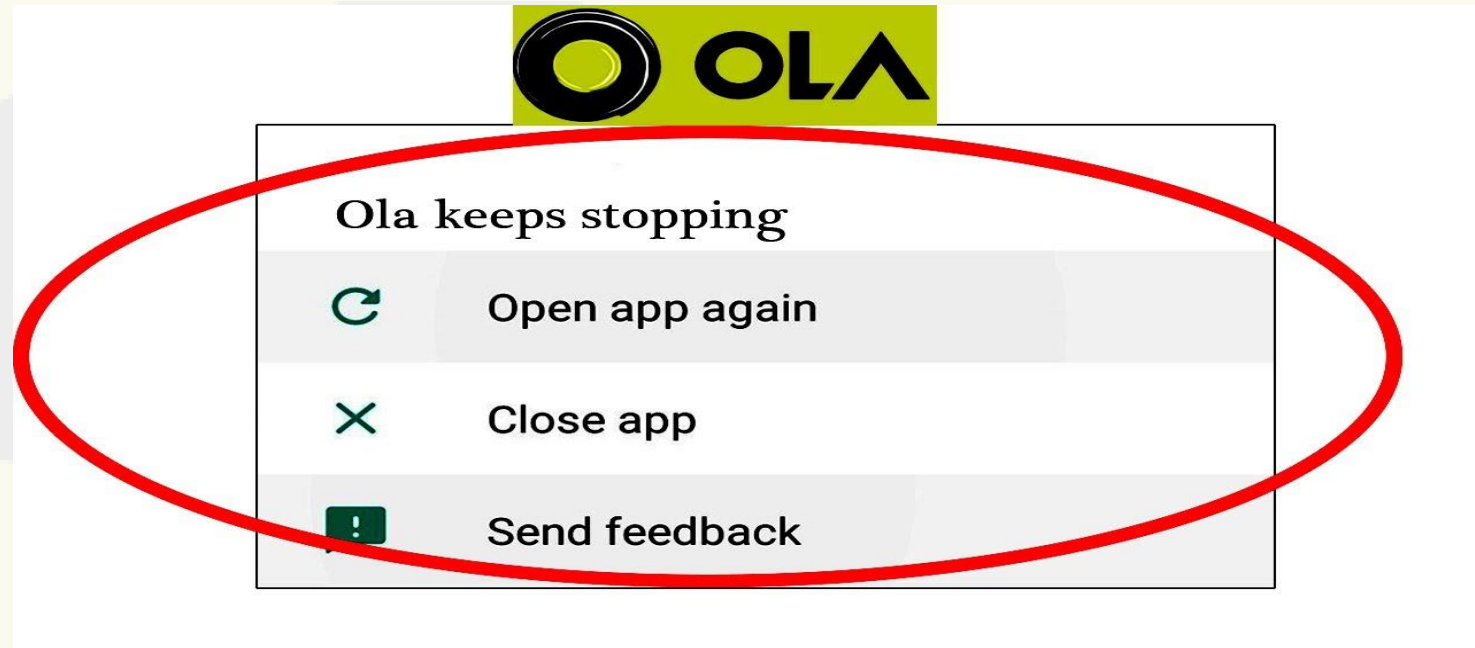 OLA
Ola keeps stopping
Open app again
Close app
Send feedback